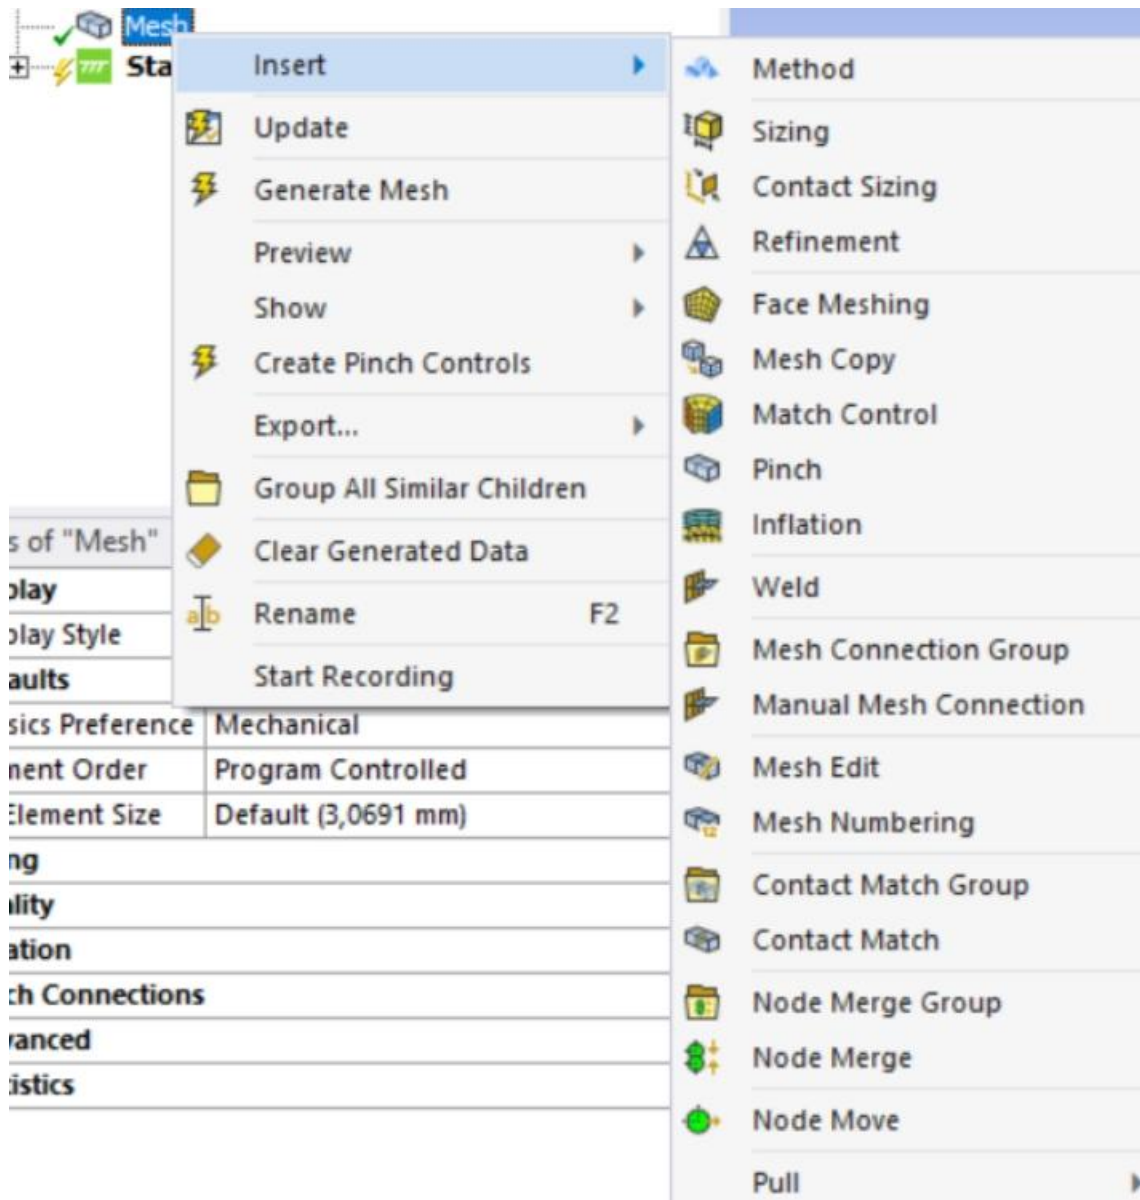 Mesh
Sta
Insert
Update
Generate Mesh
Preview
Show
Create Pinch Controls
Export...
Group All Similar Children
Clear Generated Data
Rename F2
Start Recording
Method
Sizing
Contact Sizing
Refinement
Face Meshing
Mesh Copy
Match Control
Pinch
Inflation
Weld
Mesh Connection Group
Manual Mesh Connection
Mesh Edit
Mesh Numbering
Contact Match Group
Contact Match
Node Merge Group
Node Merge
Node Move
Pull
s of "Mesh"
play
play Style
aults
sics Preference Mechanical
ment Order Program Controlled
Element Size Default (3,0691 mm)
ng
lity
ation
ch Connections
vanced
tistics